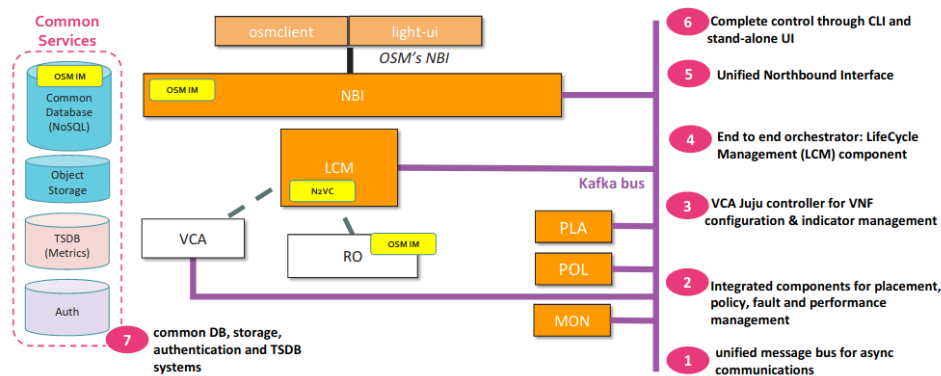 Common
Services
OSM IM
Common
Database
(NoSQL)
Object
Storage
TSDB
(Metrics)
Auth
7
common DB, storage,
authentication and TSDB
systems
osmclient
light-ui
OSM's NBI
OSM IM
NBI
LCM
N2VC
VCA
RO
OSM IM
Kafka bus
PLA
POL
MON
6
Complete control through CLI and
stand-alone UI
5
Unified Northbound Interface
4
End to end orchestrator: LifeCycle
Management (LCM) component
3
VCA Juju controller for VNF
configuration & indicator management
2
Integrated components for placement,
policy, fault and performance
management
1
unified message bus for async
communications